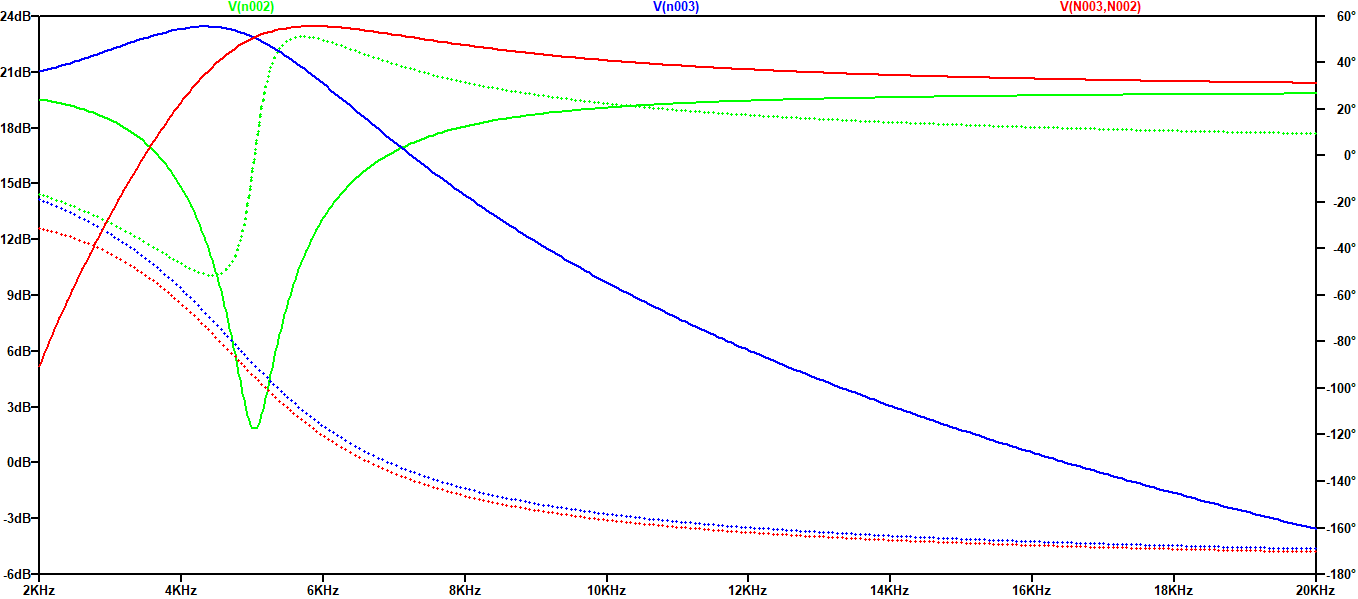 V(n002) V(n003) V(N003,N002)
24dB 60°
21dB 40°
18dB 20°
15dB 0°
12dB -20°
9dB -40°
6dB -60°
3dB -80°
0dB -100°
-3dB -120°
-6dB -140°
-160°
-180°
2KHz 4KHz 6KHz 8KHz 10KHz 12KHz 14KHz 16KHz 18KHz 20KHz